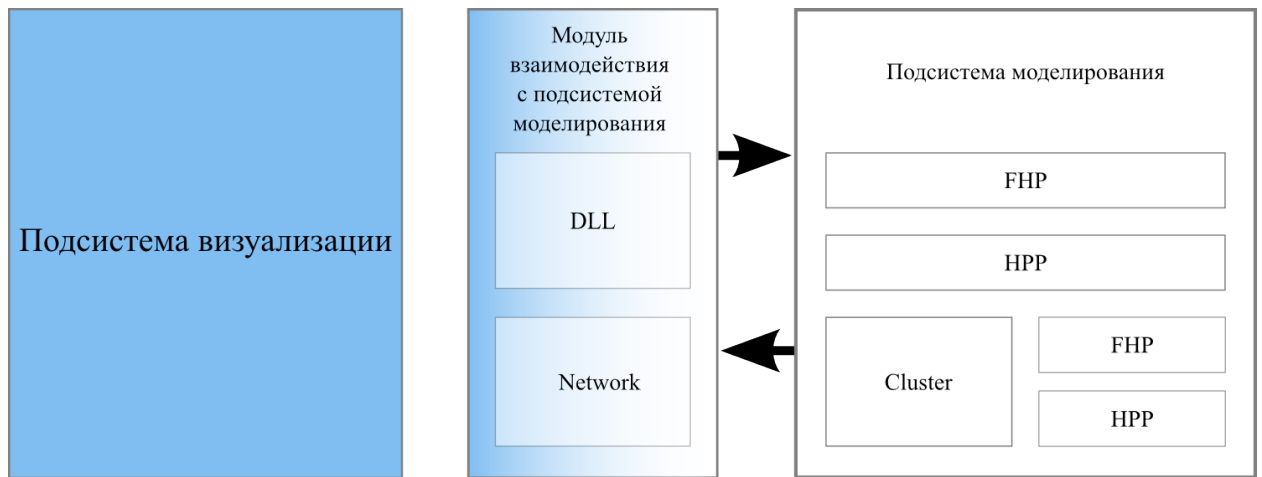 Подсистема визуализации
Модуль
взаимодействия
с подсистемой
моделирования
DLL
Network
Подсистема моделирования
FHP
HPP
Cluster
FHP
HPP